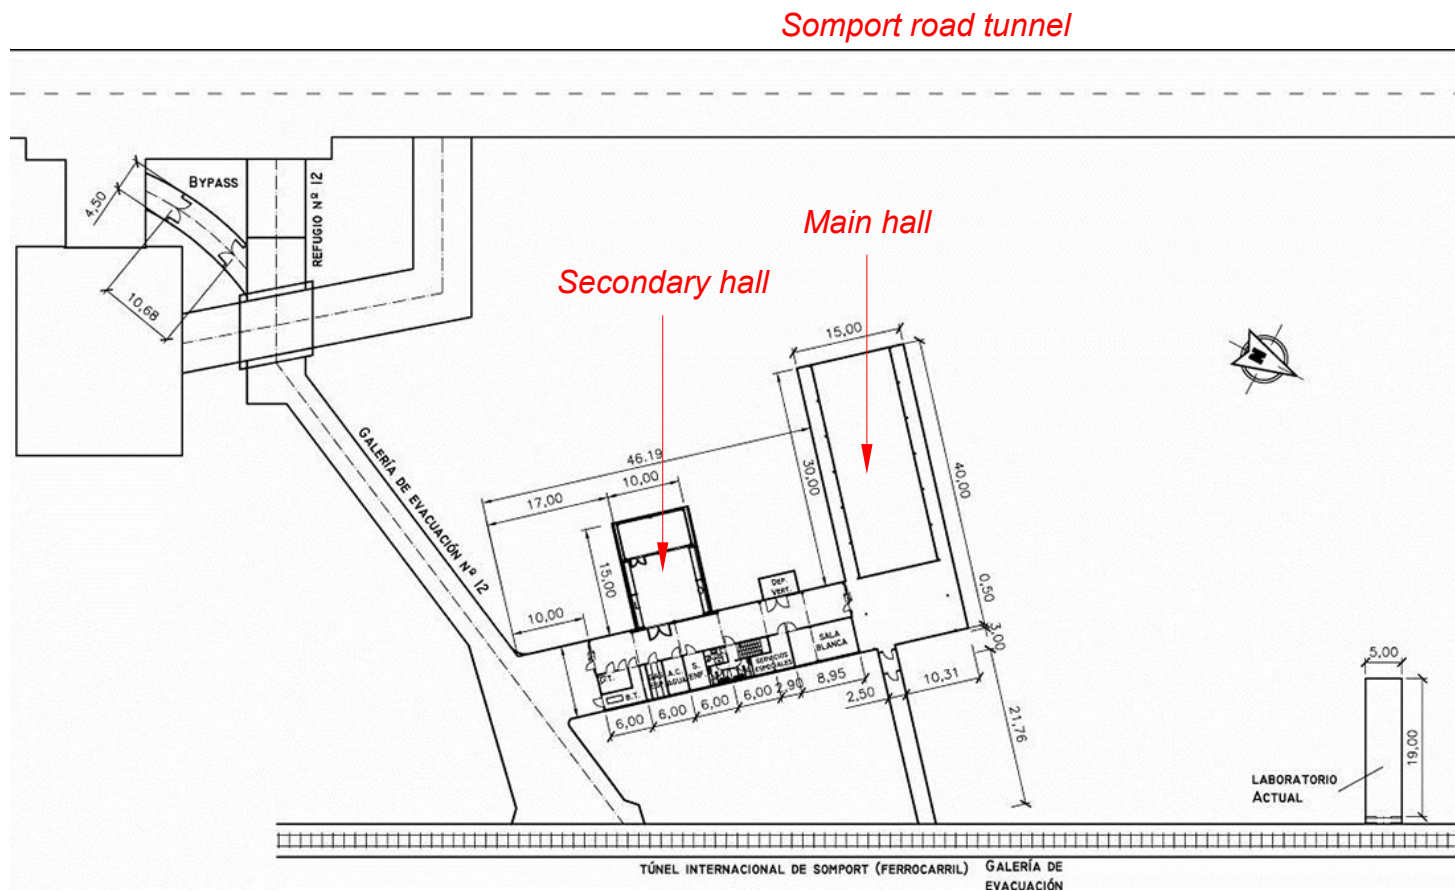 Somport road tunnel
BYPASS
REFUGIO Nº 12
4,50
10,68
Main hall
Secondary hall
N
15,00
46.19
10,00
17,00
30,00
40,00
GALERÍA DE EVACUACIÓN Nº 12
15,00
10,00
DEP.
VERT.
0,50
3,00
SALA
BLANCA
SERVICIOS
ESPECIALES
S.
ENF.
A.C.
AGUA
GAS
ESP.
B.T.
6,00
6,00
6,00
6,00
2,90
8,95
2,50
10,31
21,76
5,00
19,00
LABORATORIO
ACTUAL
TÚNEL INTERNACIONAL DE SOMPORT (FERROCARRIL)
GALERÍA DE
EVACUACIÓN